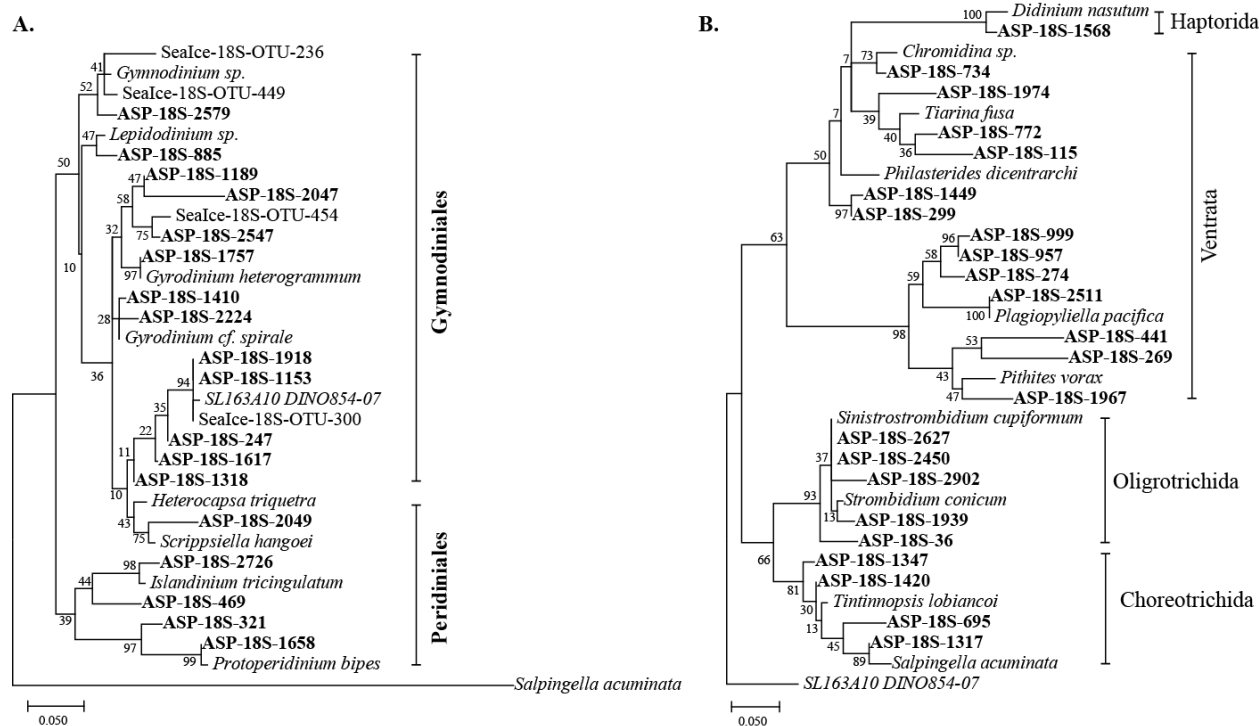 A.
SeaIce-18S-OTU-236
41
Gymnodinium sp.
52
SeaIce-18S-OTU-449
ASP-18S-2579
47
Lepidodinium sp.
ASP-18S-885
50
47
ASP-18S-1189
58
ASP-18S-2047
SeaIce-18S-OTU-454
32
75
ASP-18S-2547
ASP-18S-1757
10
97
Gyrodinium heterogrammum
ASP-18S-1410
28
ASP-18S-2224
Gyrodinium cf. spirale
ASP-18S-1918
36
94
ASP-18S-1153
SL163A10 DINO854-07
35
SeaIce-18S-OTU-300
22
ASP-18S-247
11
ASP-18S-1617
ASP-18S-1318
10
Heterocapsa triquetra
43
ASP-18S-2049
75
Scrippsiella hangoei
98
ASP-18S-2726
44
Islandinium tricingulatum
ASP-18S-469
39
ASP-18S-321
97
ASP-18S-1658
99
Protoperidinium bipes
Salpingella acuminata
Gymnodiniales
Peridiniales
0.050
B.
Didinium nasutum
100
ASP-18S-1568
Haptorida
7
73
Chromidina sp.
ASP-18S-734
ASP-18S-1974
7
39
Tiarina fusa
40
ASP-18S-772
36
ASP-18S-115
50
Philasterides dicentrarchi
ASP-18S-1449
97
ASP-18S-299
63
96
ASP-18S-999
58
ASP-18S-957
59
ASP-18S-274
ASP-18S-2511
100
Plagiopyliella pacifica
98
53
ASP-18S-441
ASP-18S-269
43
Pithites vorax
47
ASP-18S-1967
Ventrata
Sinistrostrombidium cupiformum
ASP-18S-2627
37
ASP-18S-2450
ASP-18S-2902
93
Strombidium conicum
13
ASP-18S-1939
ASP-18S-36
Oligotrichida
66
ASP-18S-1347
81
ASP-18S-1420
30
Tintinnopsis lobiancoi
13
ASP-18S-695
45
ASP-18S-1317
89
Salpingella acuminata
Choreotrichida
SL163A10 DINO854-07
0.050